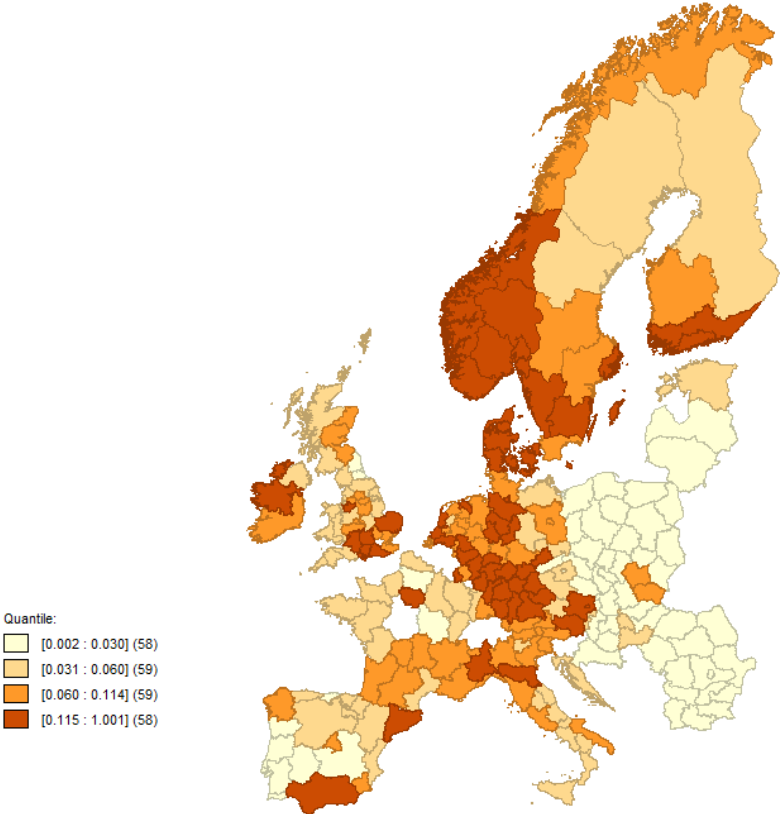 Quantile:
[0.002 : 0.030] (58)
[0.031 : 0.060] (59)
[0.060 : 0.114] (59)
[0.115 : 1.001] (58)